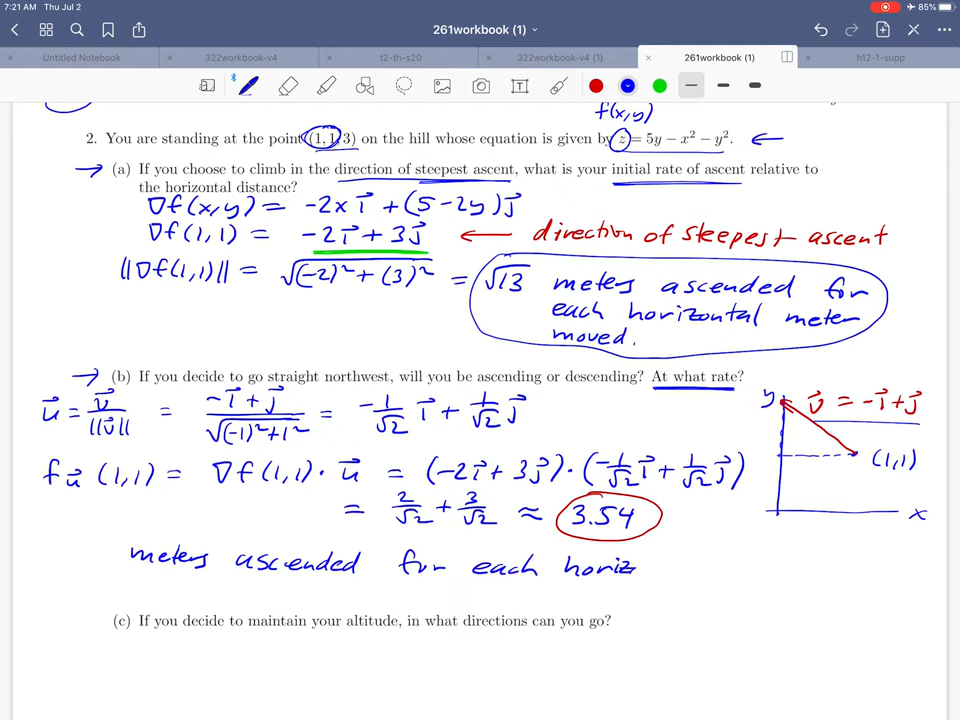 7:21 AM Thu Jul 2
85%
261workbook (1)
Untitled Notebook
322workbook-v4
t2-th-s20
322workbook-v4 (1)
261workbook (1)
h12-1-supp
f(x,y)
2. You are standing at the point (1, 1, 3) on the hill whose equation is given by z = 5y − x² − y².
(a) If you choose to climb in the direction of steepest ascent, what is your initial rate of ascent relative to
the horizontal distance?
∇f(x,y) = -2x i⃗ + (5-2y) j⃗
∇f(1,1) = -2i⃗ + 3j⃗ ← direction of steepest ascent
||∇f(1,1)|| = √((-2)² + (3)²) = √13 meters ascended for
each horizontal meter
moved.
(b) If you decide to go straight northwest, will you be ascending or descending? At what rate?
u⃗ = v⃗/||v⃗|| = (-i⃗ + j⃗)/√((-1)²+1²) = -1/√2 i⃗ + 1/√2 j⃗
y v⃗ = -i⃗ + j⃗
(1,1)
x
f u⃗ (1,1) = ∇f(1,1) · u⃗ = (-2i⃗ + 3j⃗) · (-1/√2 i⃗ + 1/√2 j⃗)
= 2/√2 + 3/√2 ≈ 3.54
meters ascended for each horiz
(c) If you decide to maintain your altitude, in what directions can you go?